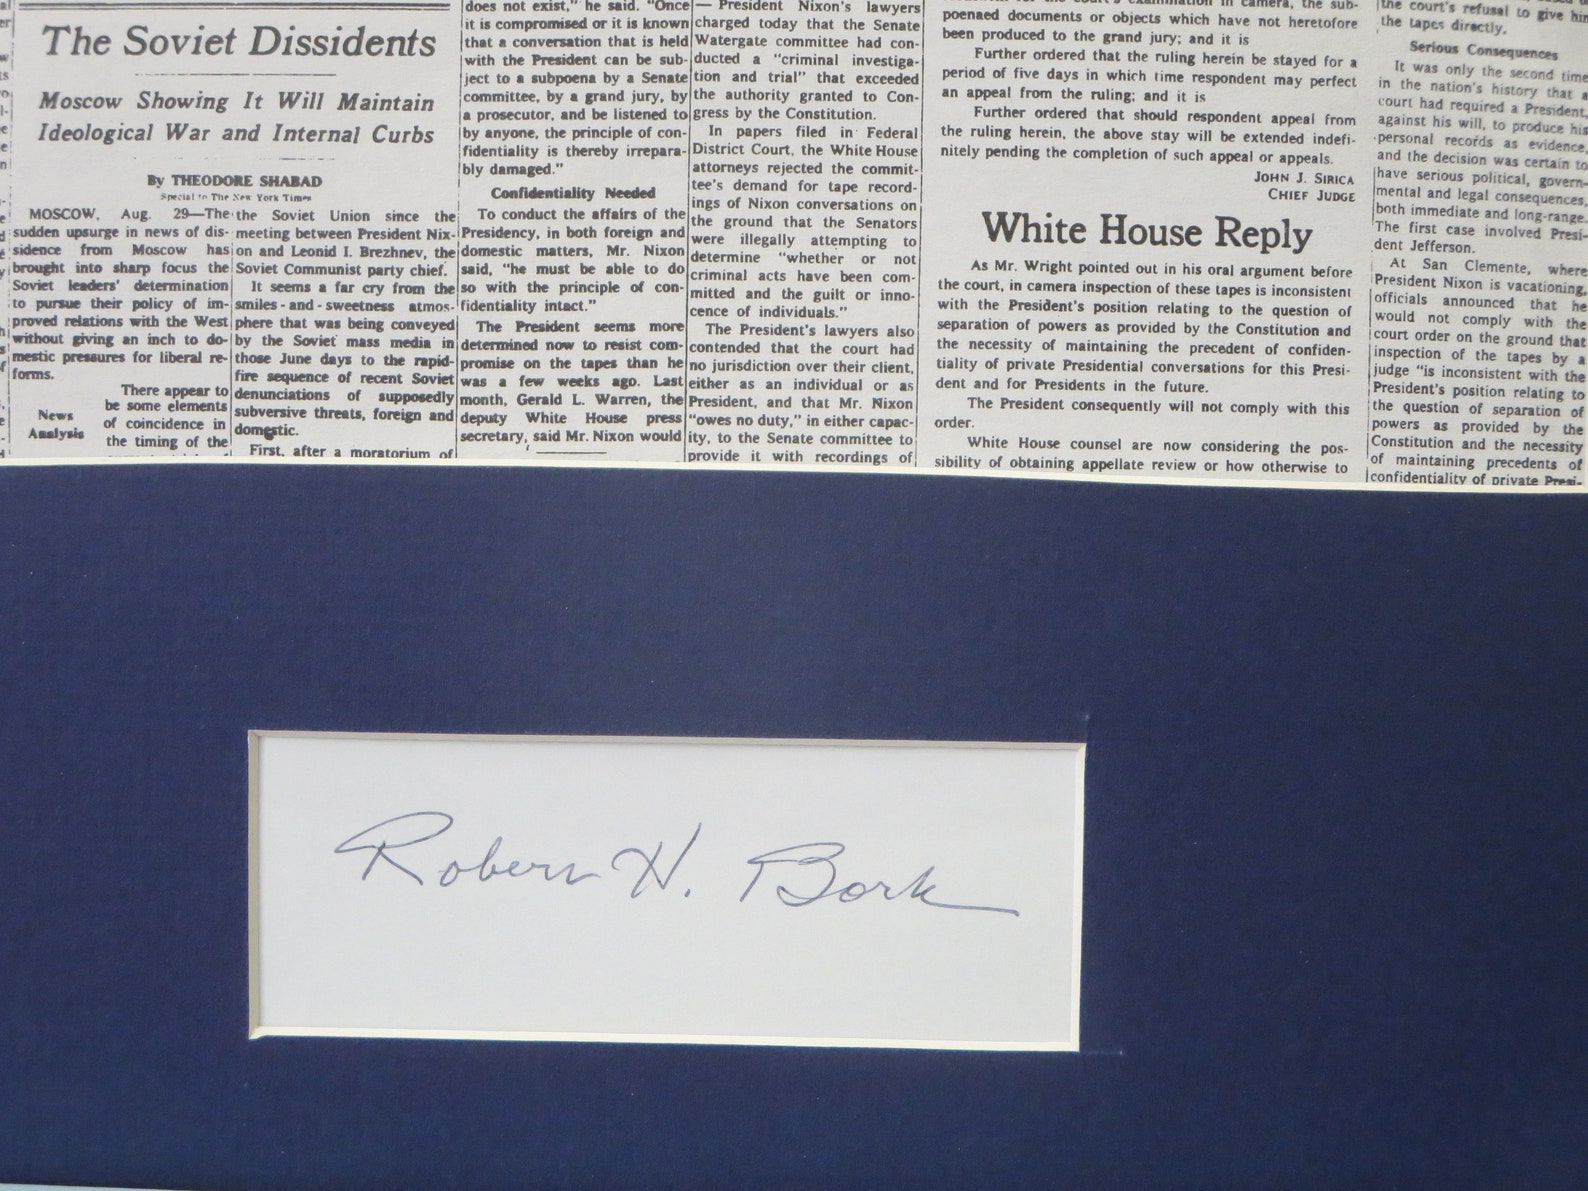 The Soviet Dissidents
Moscow Showing It Will Maintain
Ideological War and Internal Curbs
By THEODORE SHABAD
Special to The New York Times
MOSCOW, Aug. 29—The
sudden upsurge in news of dis-
sidence from Moscow has
brought into sharp focus the
Soviet leaders' determination
to pursue their policy of im-
proved relations with the West
without giving an inch to do-
mestic pressures for liberal re-
forms.
There appear to
be some elements
of coincidence in
the timing of the
News
Analysis
the Soviet Union since the
meeting between President Nix-
on and Leonid I. Brezhnev, the
Soviet Communist party chief.
It seems a far cry from the
smiles-and-sweetness atmos-
phere that was being conveyed
by the Soviet mass media in
those June days to the rapid-
fire sequence of recent Soviet
denunciations of supposedly
subversive threats, foreign and
domestic.
First, after a moratorium of
does not exist," he said. "Once
it is compromised or it is known
that a conversation that is held
with the President can be sub-
ject to a subpoena by a Senate
committee, by a grand jury, by
a prosecutor, and be listened to
by anyone, the principle of con-
fidentiality is thereby irrepara-
bly damaged."
Confidentiality Needed
To conduct the affairs of the
Presidency, in both foreign and
domestic matters, Mr. Nixon
said, "he must be able to do
so with the principle of con-
fidentiality intact."
The President seems more
determined now to resist com-
promise on the tapes than he
was a few weeks ago. Last
month, Gerald L. Warren, the
deputy White House press
secretary, said Mr. Nixon would
— President Nixon's lawyers
charged today that the Senate
Watergate committee had con-
ducted a "criminal investiga-
tion and trial" that exceeded
the authority granted to Con-
gress by the Constitution.
In papers filed in Federal
District Court, the White House
attorneys rejected the commit-
tee's demand for tape record-
ings of Nixon conversations on
the ground that the Senators
were illegally attempting to
determine "whether or not
criminal acts have been com-
mitted and the guilt or inno-
cence of individuals."
The President's lawyers also
contended that the court had
no jurisdiction over their client,
either as an individual or as
President, and that Mr. Nixon
"owes no duty," in either capac-
ity, to the Senate committee to
provide it with recordings of
court's examination in camera, the sub-
poenaed documents or objects which have not heretofore
been produced to the grand jury; and it is
Further ordered that the ruling herein be stayed for a
period of five days in which time respondent may perfect
an appeal from the ruling; and it is
Further ordered that should respondent appeal from
the ruling herein, the above stay will be extended indefi-
nitely pending the completion of such appeal or appeals.
JOHN J. SIRICA
CHIEF JUDGE
White House Reply
As Mr. Wright pointed out in his oral argument before
the court, in camera inspection of these tapes is inconsistent
with the President's position relating to the question of
separation of powers as provided by the Constitution and
the necessity of maintaining the precedent of confiden-
tiality of private Presidential conversations for this Presi-
dent and for Presidents in the future.
The President consequently will not comply with this
order.
White House counsel are now considering the pos-
sibility of obtaining appellate review or how otherwise to
the court's refusal to give him
the tapes directly.
Serious Consequences
It was only the second time
in the nation's history that a
court had required a President,
against his will, to produce his
personal records as evidence,
and the decision was certain to
have serious political, govern-
mental and legal consequences,
both immediate and long-range.
The first case involved Presi-
dent Jefferson.
At San Clemente, where
President Nixon is vacationing,
officials announced that he
would not comply with the
court order on the ground that
inspection of the tapes by a
judge "is inconsistent with the
President's position relating to
the question of separation of
powers as provided by the
Constitution and the necessity
of maintaining precedents of
confidentiality of private Presi-
Robert H. Bork